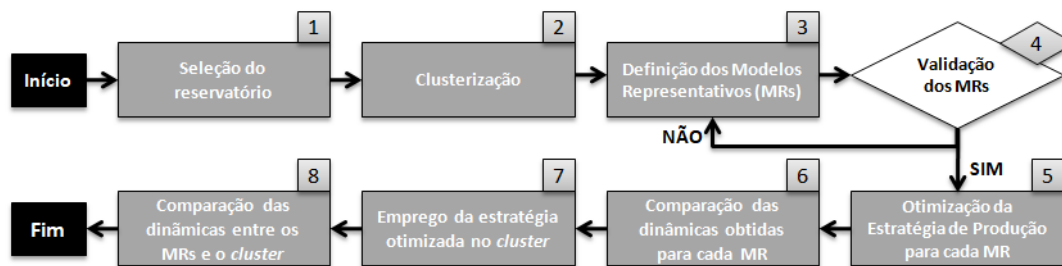 1
2
3
4
Início
Seleção do
reservatório
Clusterização
Definição dos Modelos
Representativos (MRs)
Validação
dos MRs
NÃO
SIM
8
7
6
5
Fim
Comparação das
dinâmicas entre os
MRs e o cluster
Emprego da estratégia
otimizada no cluster
Comparação das
dinâmicas obtidas
para cada MR
Otimização da
Estratégia de Produção
para cada MR